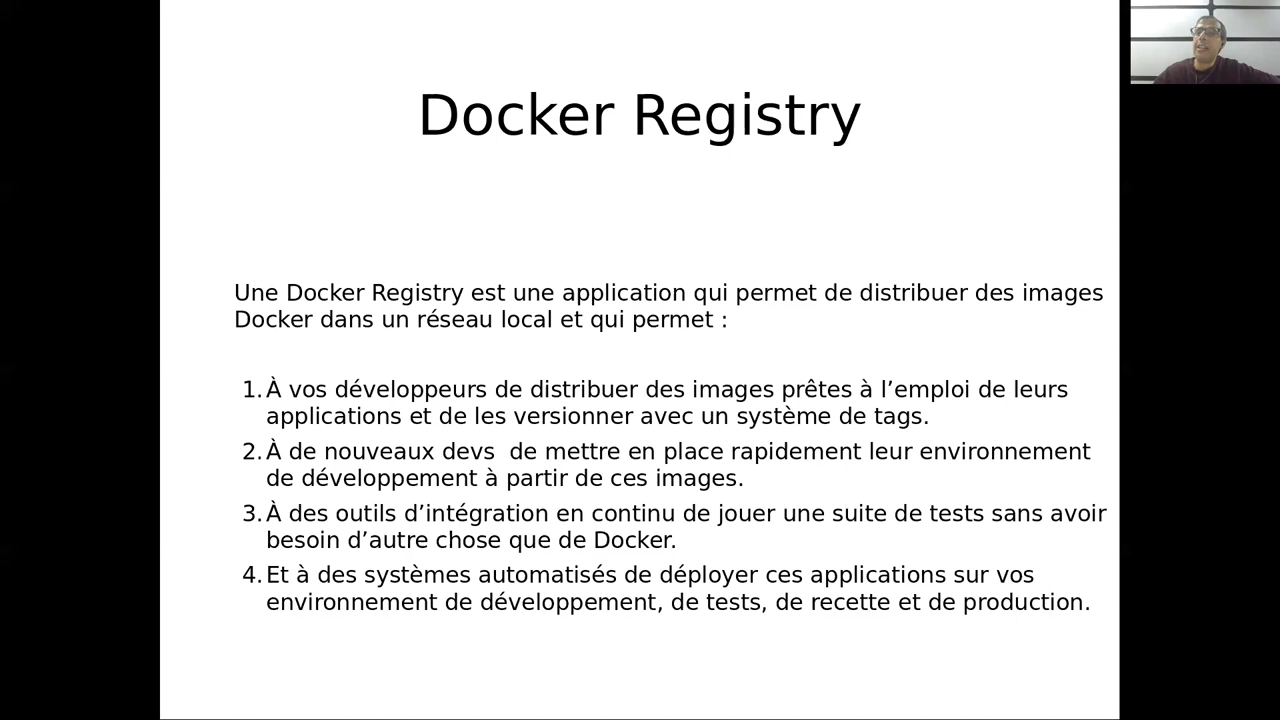 Docker Registry
Une Docker Registry est une application qui permet de distribuer des images
Docker dans un réseau local et qui permet :
1. À vos développeurs de distribuer des images prêtes à l’emploi de leurs
applications et de les versionner avec un système de tags.
2. À de nouveaux devs  de mettre en place rapidement leur environnement
de développement à partir de ces images.
3. À des outils d’intégration en continu de jouer une suite de tests sans avoir
besoin d’autre chose que de Docker.
4. Et à des systèmes automatisés de déployer ces applications sur vos
environnement de développement, de tests, de recette et de production.